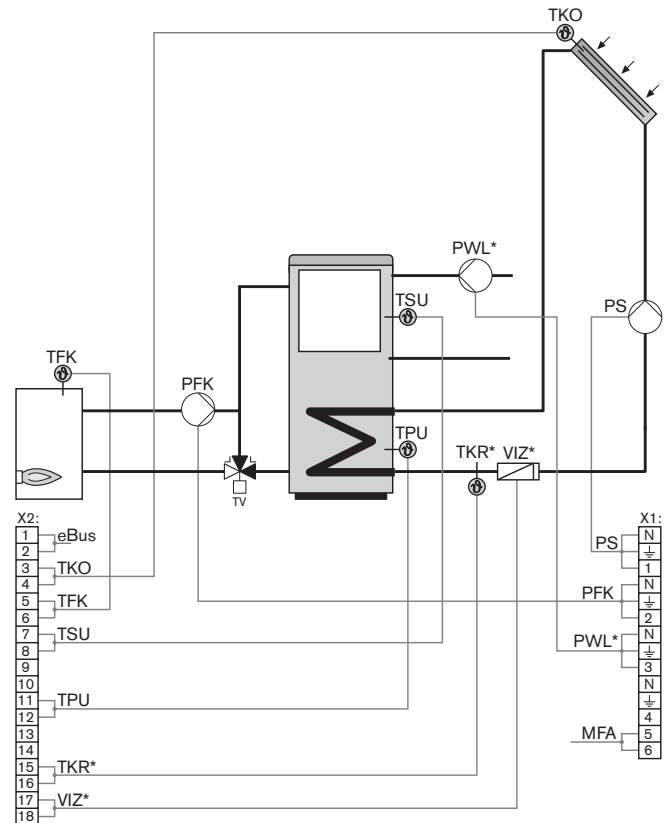 TKO
PWL*
TSU
PS
TFK
PFK
TPU
TKR* VIZ*
TV
X2:
1
2
eBus
3
4
TKO
5
6
TFK
7
8
TSU
9
10
11
12
TPU
13
14
15
16
TKR*
17
18
VIZ*
X1:
PS
N
1
PFK
N
2
PWL*
N
3
N
4
MFA
5
6